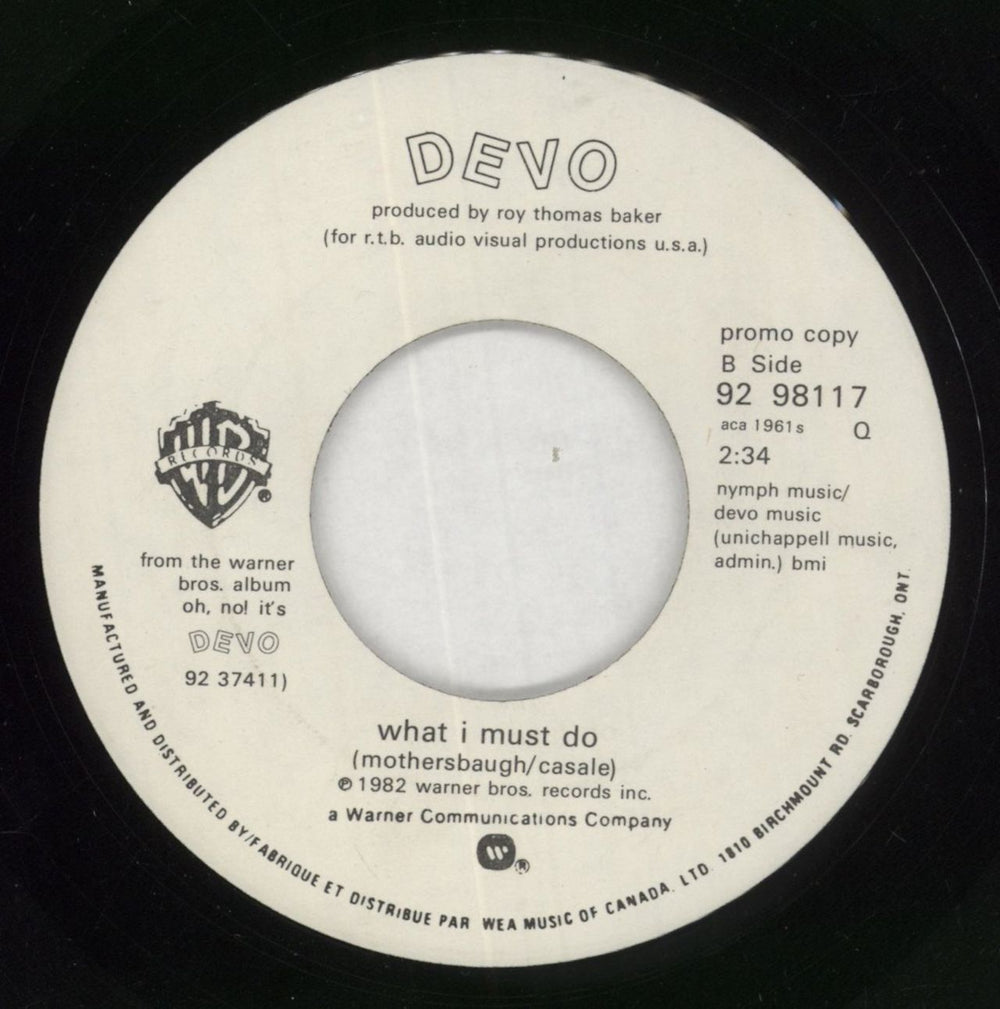 DEVO
produced by roy thomas baker
(for r.t.b. audio visual productions u.s.a.)
promo copy
B Side
92 98117
aca 1961s Q
2:34
nymph music/
devo music
(unichappell music,
admin.) bmi
W B
RECORDS
®
from the warner
bros. album
oh, no! it's
DEVO
92 37411)
what i must do
(mothersbaugh/casale)
℗ 1982 warner bros. records inc.
a Warner Communications Company
®
MANUFACTURED AND DISTRIBUTED BY/FABRIQUE ET DISTRIBUE PAR WEA MUSIC OF CANADA, LTD. 1810 BIRCHMOUNT RD. SCARBOROUGH, ONT.